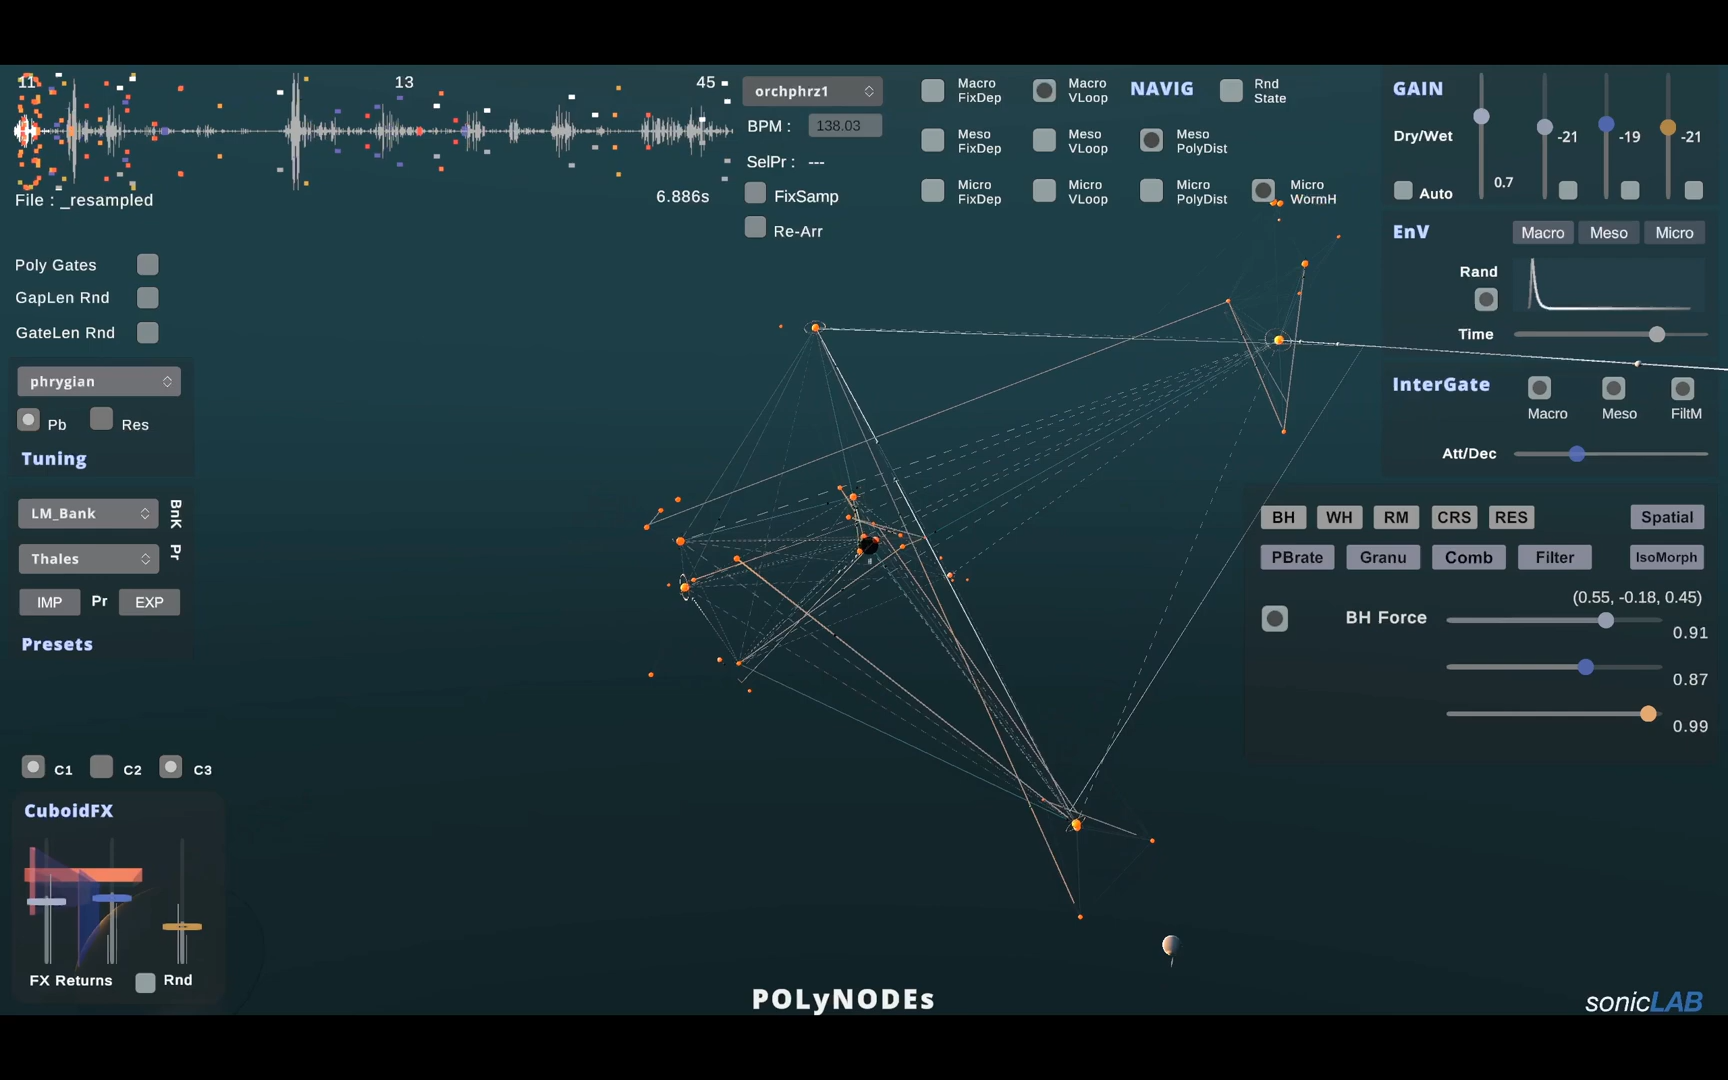 11
13
45
File : _resampled
6.886s
orchphrz1
BPM :
138.03
SelPr : ---
FixSamp
Re-Arr
Macro
FixDep
Macro
VLoop
NAVIG
Rnd
State
Meso
FixDep
Meso
VLoop
Meso
PolyDist
Micro
FixDep
Micro
VLoop
Micro
PolyDist
Micro
WormH
GAIN
Dry/Wet
-21
-19
-21
0.7
Auto
EnV
Macro
Meso
Micro
Rand
Time
InterGate
Macro
Meso
FiltM
Att/Dec
Poly Gates
GapLen Rnd
GateLen Rnd
phrygian
Pb
Res
Tuning
LM_Bank
BnK
Thales
Pr
IMP
Pr
EXP
Presets
BH
WH
RM
CRS
RES
Spatial
PBrate
Granu
Comb
Filter
IsoMorph
(0.55, -0.18, 0.45)
BH Force
0.91
0.87
0.99
C1
C2
C3
CuboidFX
FX Returns
Rnd
POLyNODEs
sonicLAB